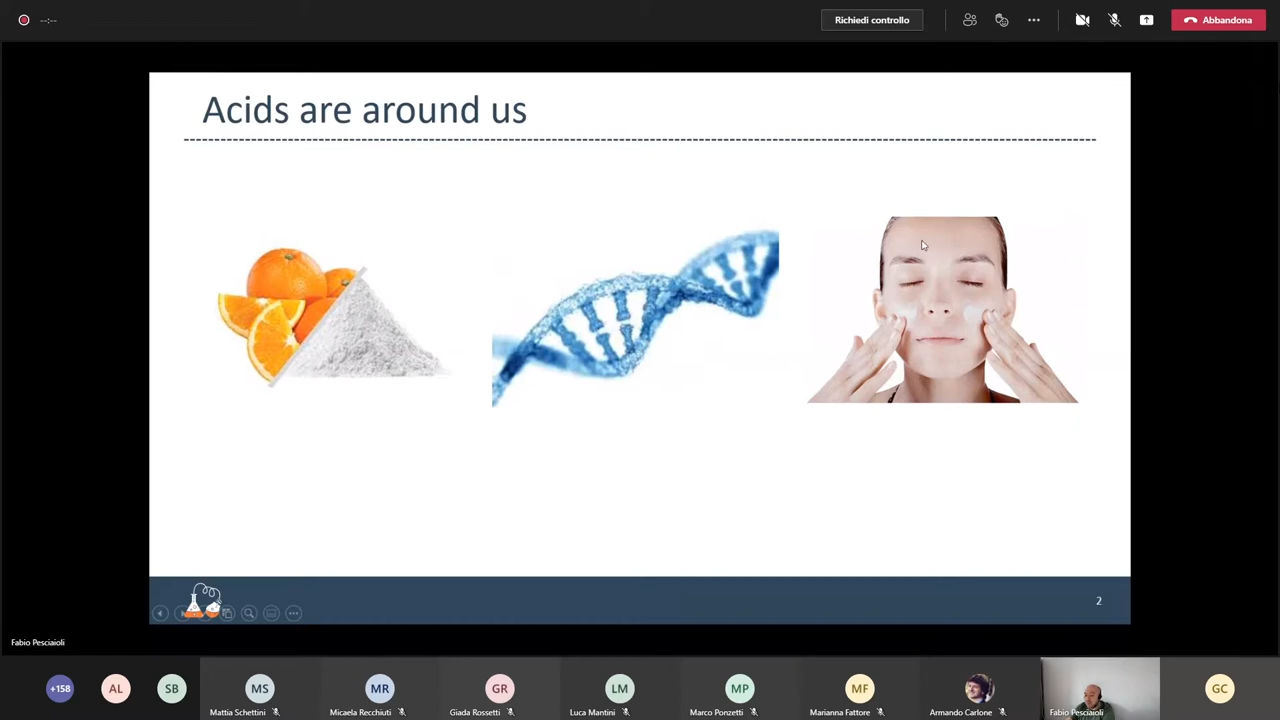 --:--
Richiedi controllo
Abbandona
Acids are around us
2
Fabio Pesciaioli
+158
AL
SB
MS
Mattia Schettini
MR
Micaela Recchiuti
GR
Giada Rossetti
LM
Luca Mantini
MP
Marco Ponzetti
MF
Marianna Fattore
Armando Carlone
Fabio Pesciaioli
GC